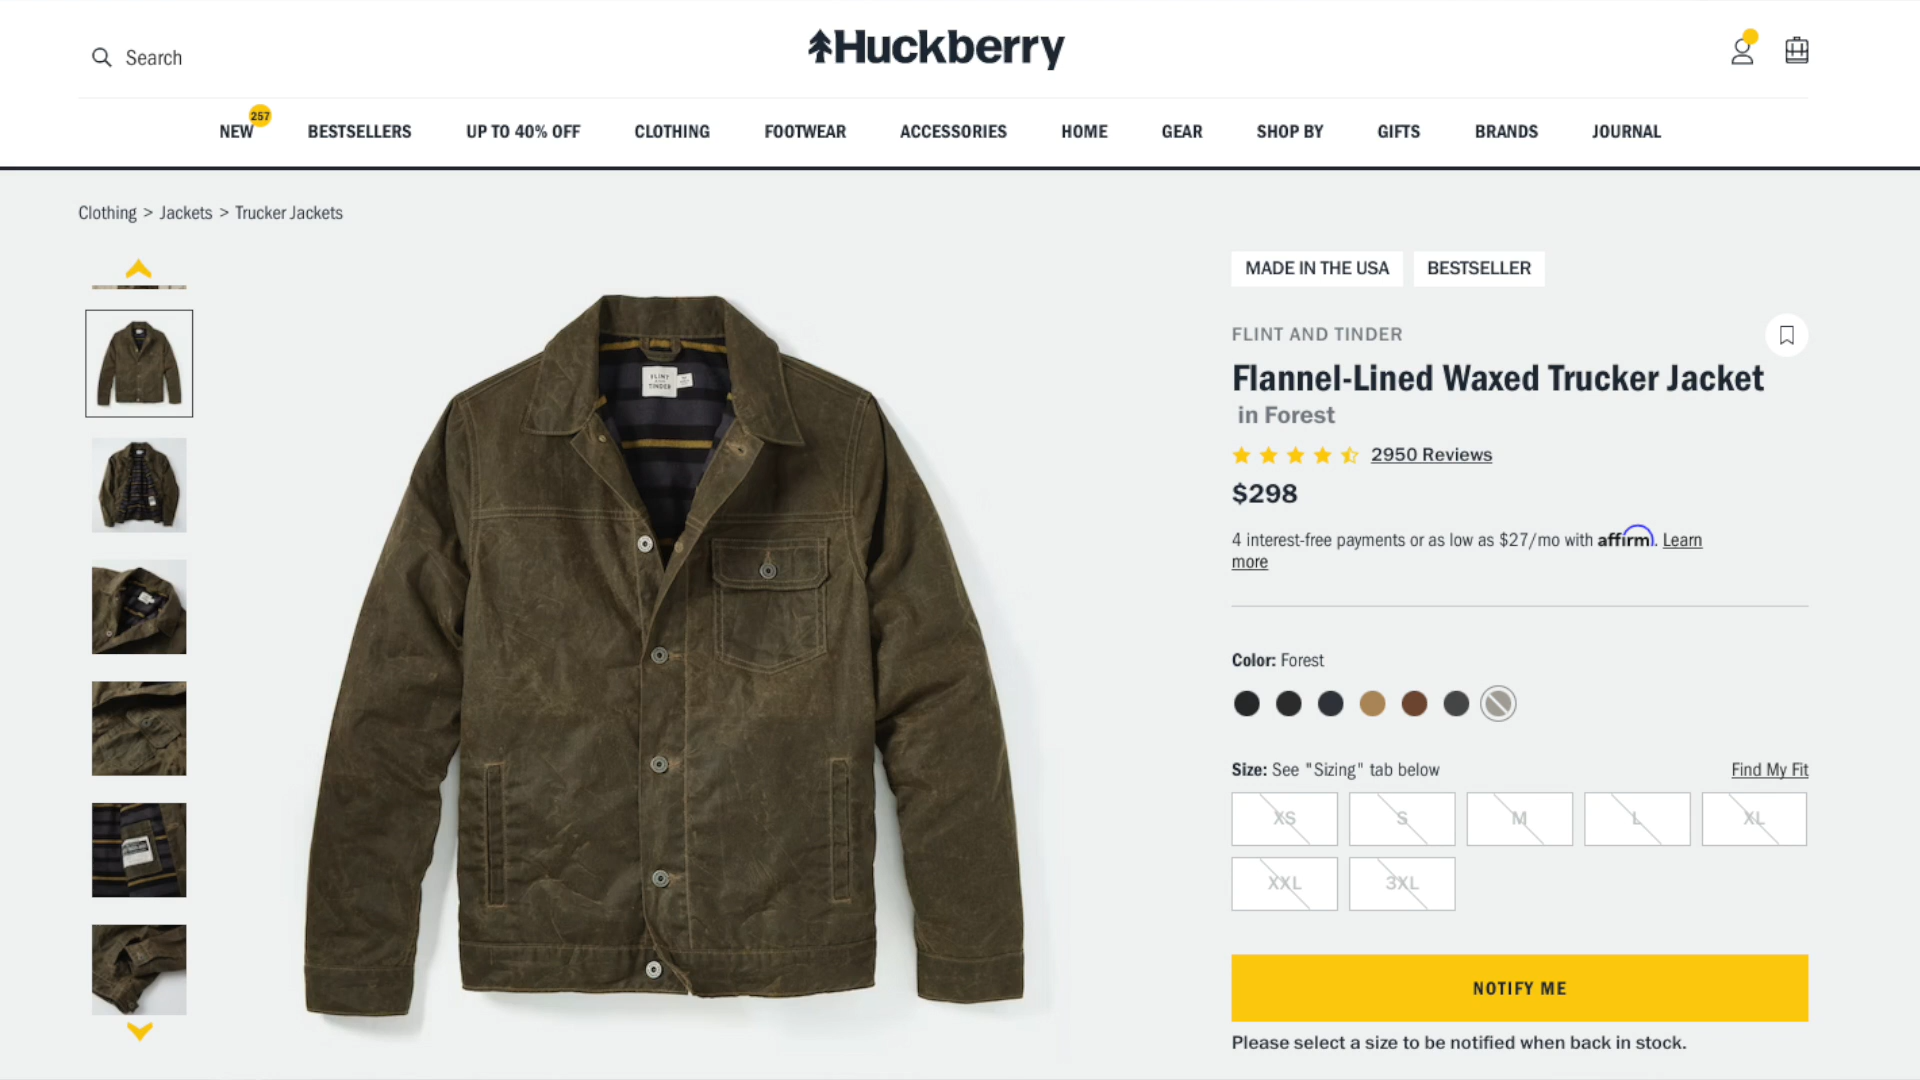 Search
Huckberry
257
NEW
BESTSELLERS
UP TO 40% OFF
CLOTHING
FOOTWEAR
ACCESSORIES
HOME
GEAR
SHOP BY
GIFTS
BRANDS
JOURNAL
Clothing > Jackets > Trucker Jackets
FLINT
TINDER
MADE IN THE USA
BESTSELLER
FLINT AND TINDER
Flannel-Lined Waxed Trucker Jacket
in Forest
2950 Reviews
$298
4 interest-free payments or as low as $27/mo with affirm. Learn
more
Color: Forest
Size: See "Sizing" tab below
Find My Fit
XS
S
M
L
XL
XXL
3XL
NOTIFY ME
Please select a size to be notified when back in stock.